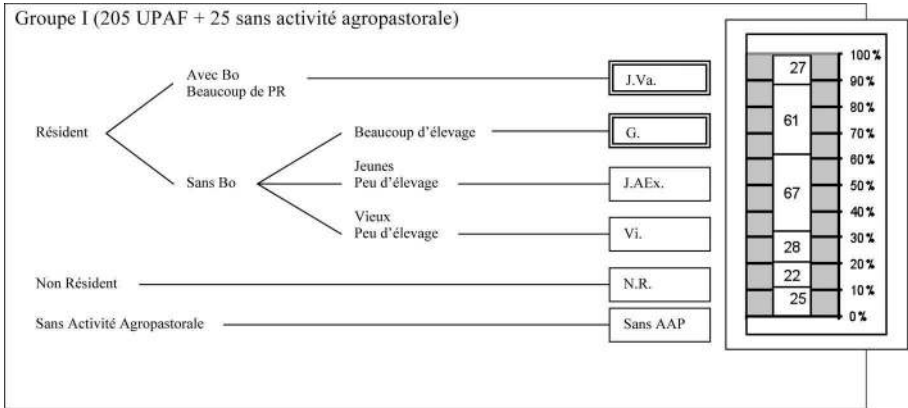 Groupe I (205 UPAF + 25 sans activité agropastorale)
Avec Bo
Beaucoup de PR
J.Va.
Résident
Beaucoup d'élevage
G.
Sans Bo
Jeunes
Peu d'élevage
J.AEx.
Vieux
Peu d'élevage
Vi.
Non Résident
N.R.
Sans Activité Agropastorale
Sans AAP
27
61
67
28
22
25
100%
90%
80%
70%
60%
50%
40%
30%
20%
10%
0%